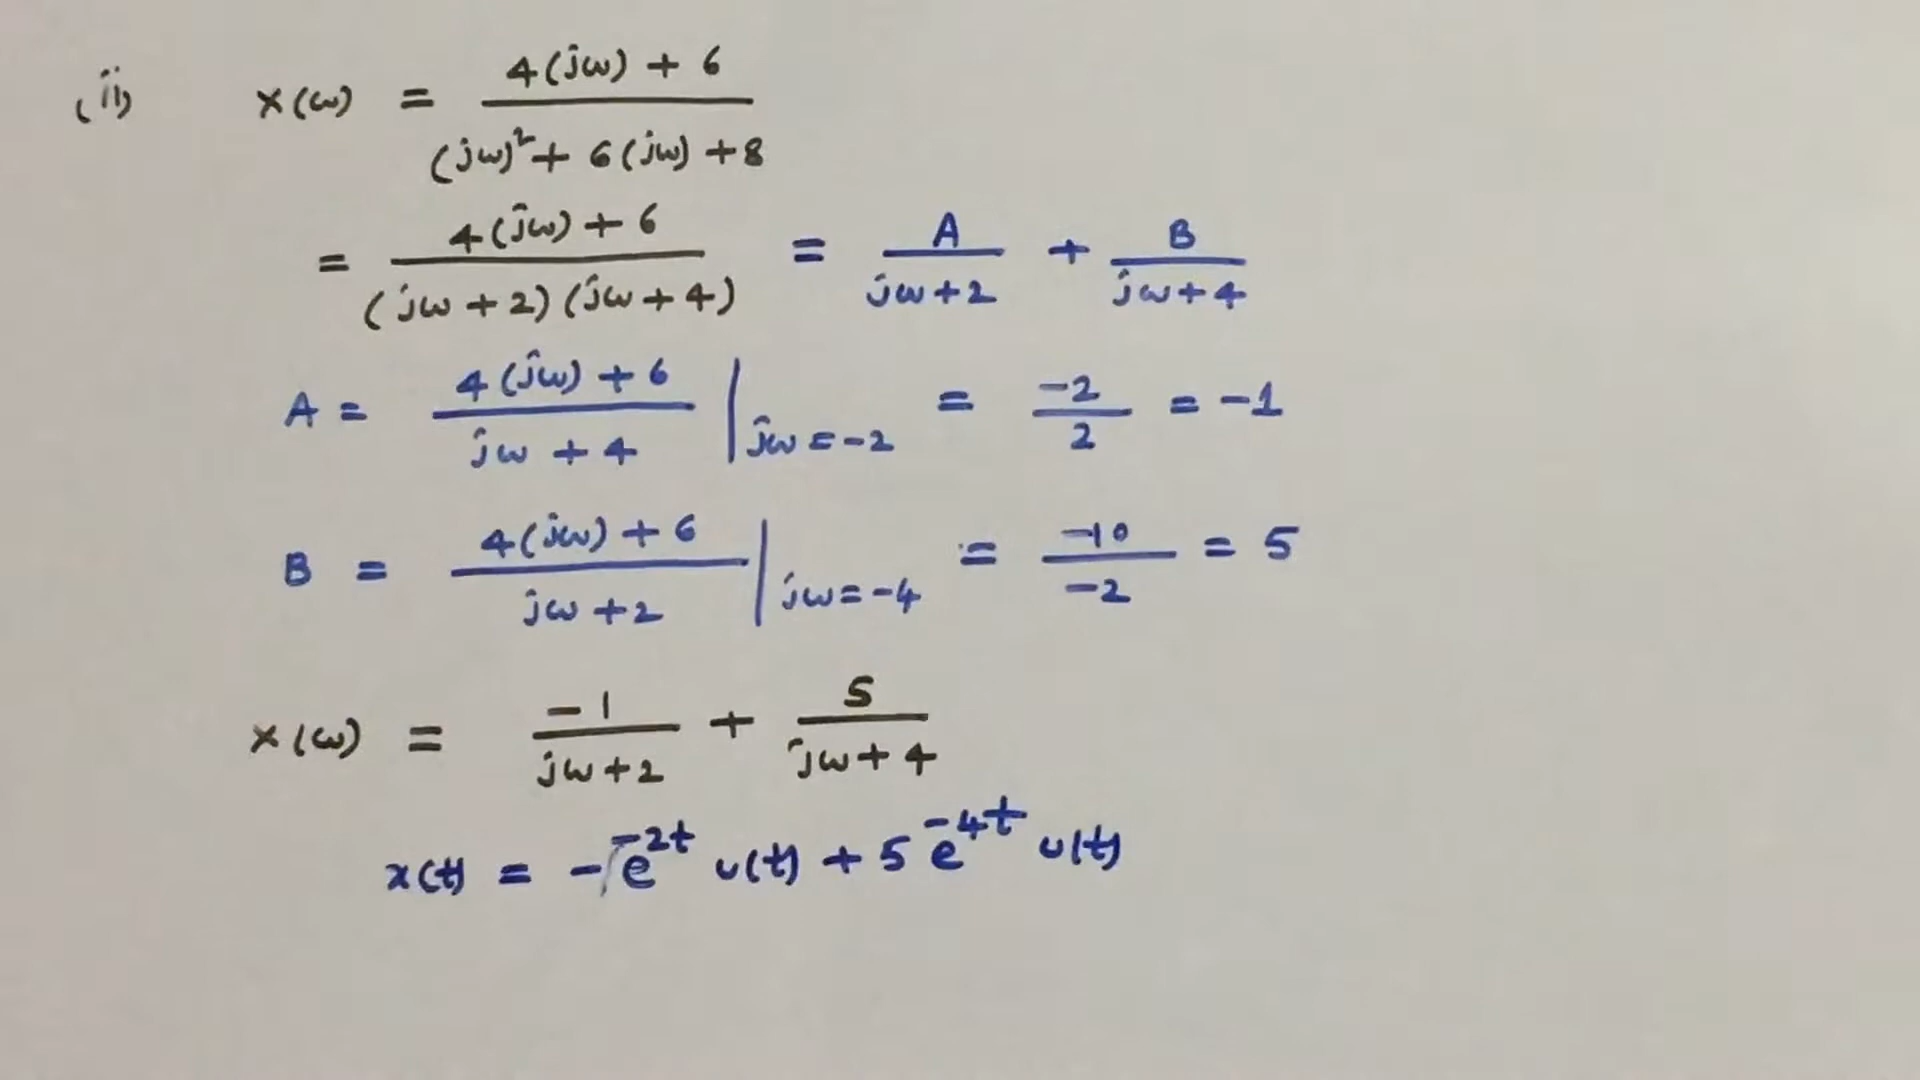 (ii) X(ω) = 4(jω) + 6 / (jω)² + 6(jω) + 8
= 4(jω) + 6 / (jω + 2)(jω + 4) = A / jω + 2 + B / jω + 4
A = 4(jω) + 6 / jω + 4 | jω = -2 = -2 / 2 = -1
B = 4(jω) + 6 / jω + 2 | jω = -4 = -10 / -2 = 5
X(ω) = -1 / jω + 2 + 5 / jω + 4
x(t) = -e^{-2t} u(t) + 5 e^{-4t} u(t)